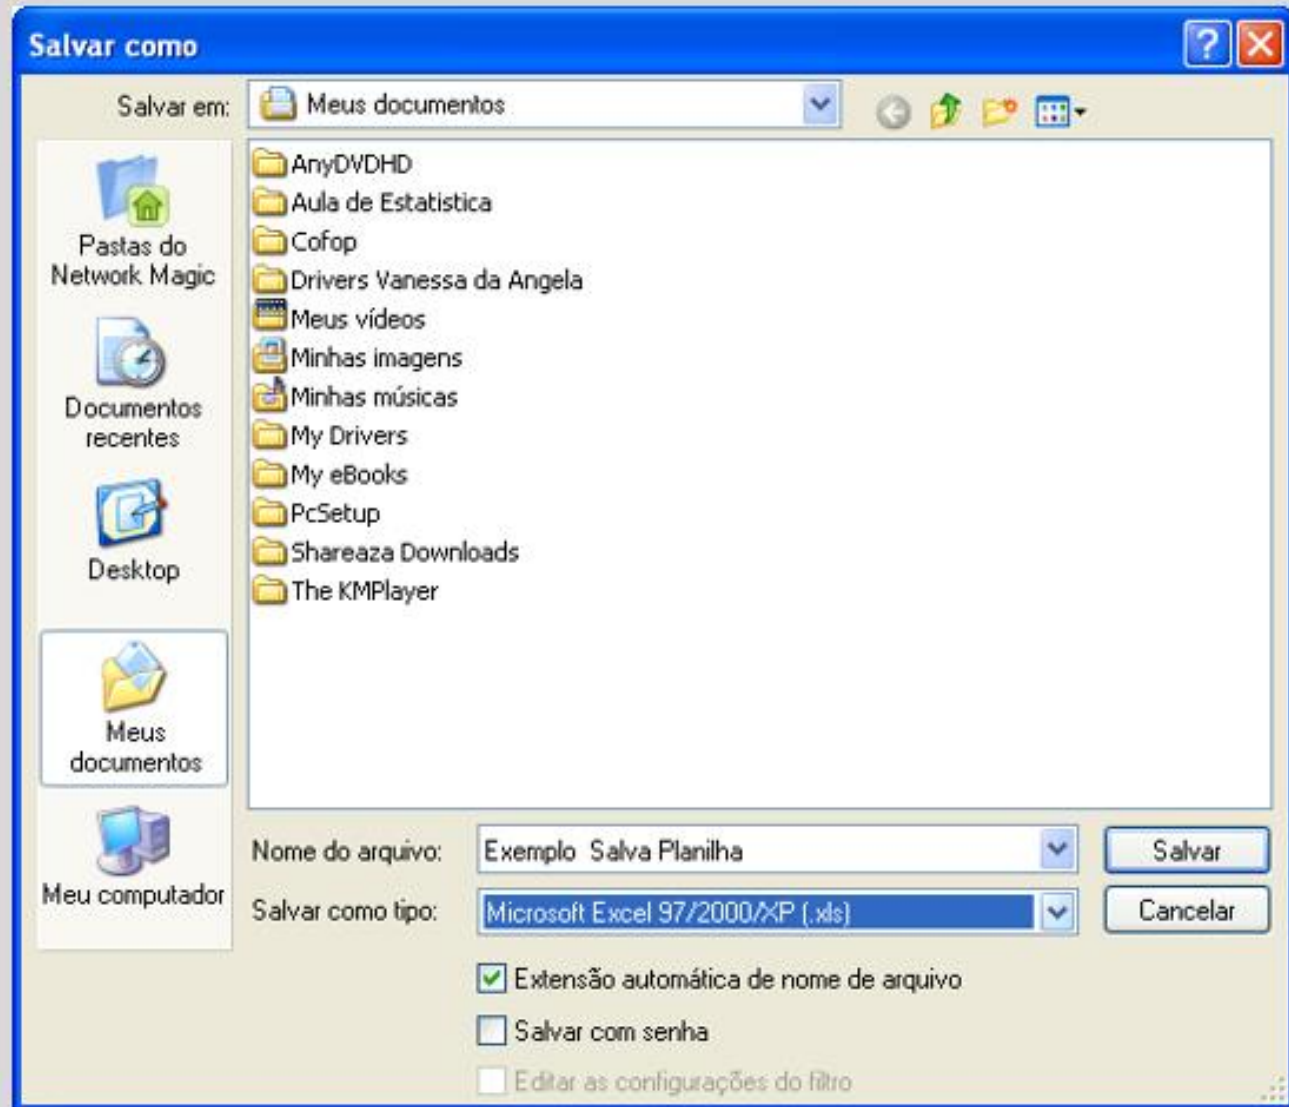 Salvar como
Salvar em:
Meus documentos
Pastas do
Network Magic
Documentos
recentes
Desktop
Meus
documentos
Meu computador
AnyDVDHD
Aula de Estatistica
Cofop
Drivers Vanessa da Angela
Meus vídeos
Minhas imagens
Minhas músicas
My Drivers
My eBooks
PcSetup
Shareaza Downloads
The KMPlayer
Nome do arquivo:
Exemplo  Salva Planilha
Salvar
Salvar como tipo:
Microsoft Excel 97/2000/XP (.xls)
Cancelar
Extensão automática de nome de arquivo
Salvar com senha
Editar as configurações do filtro